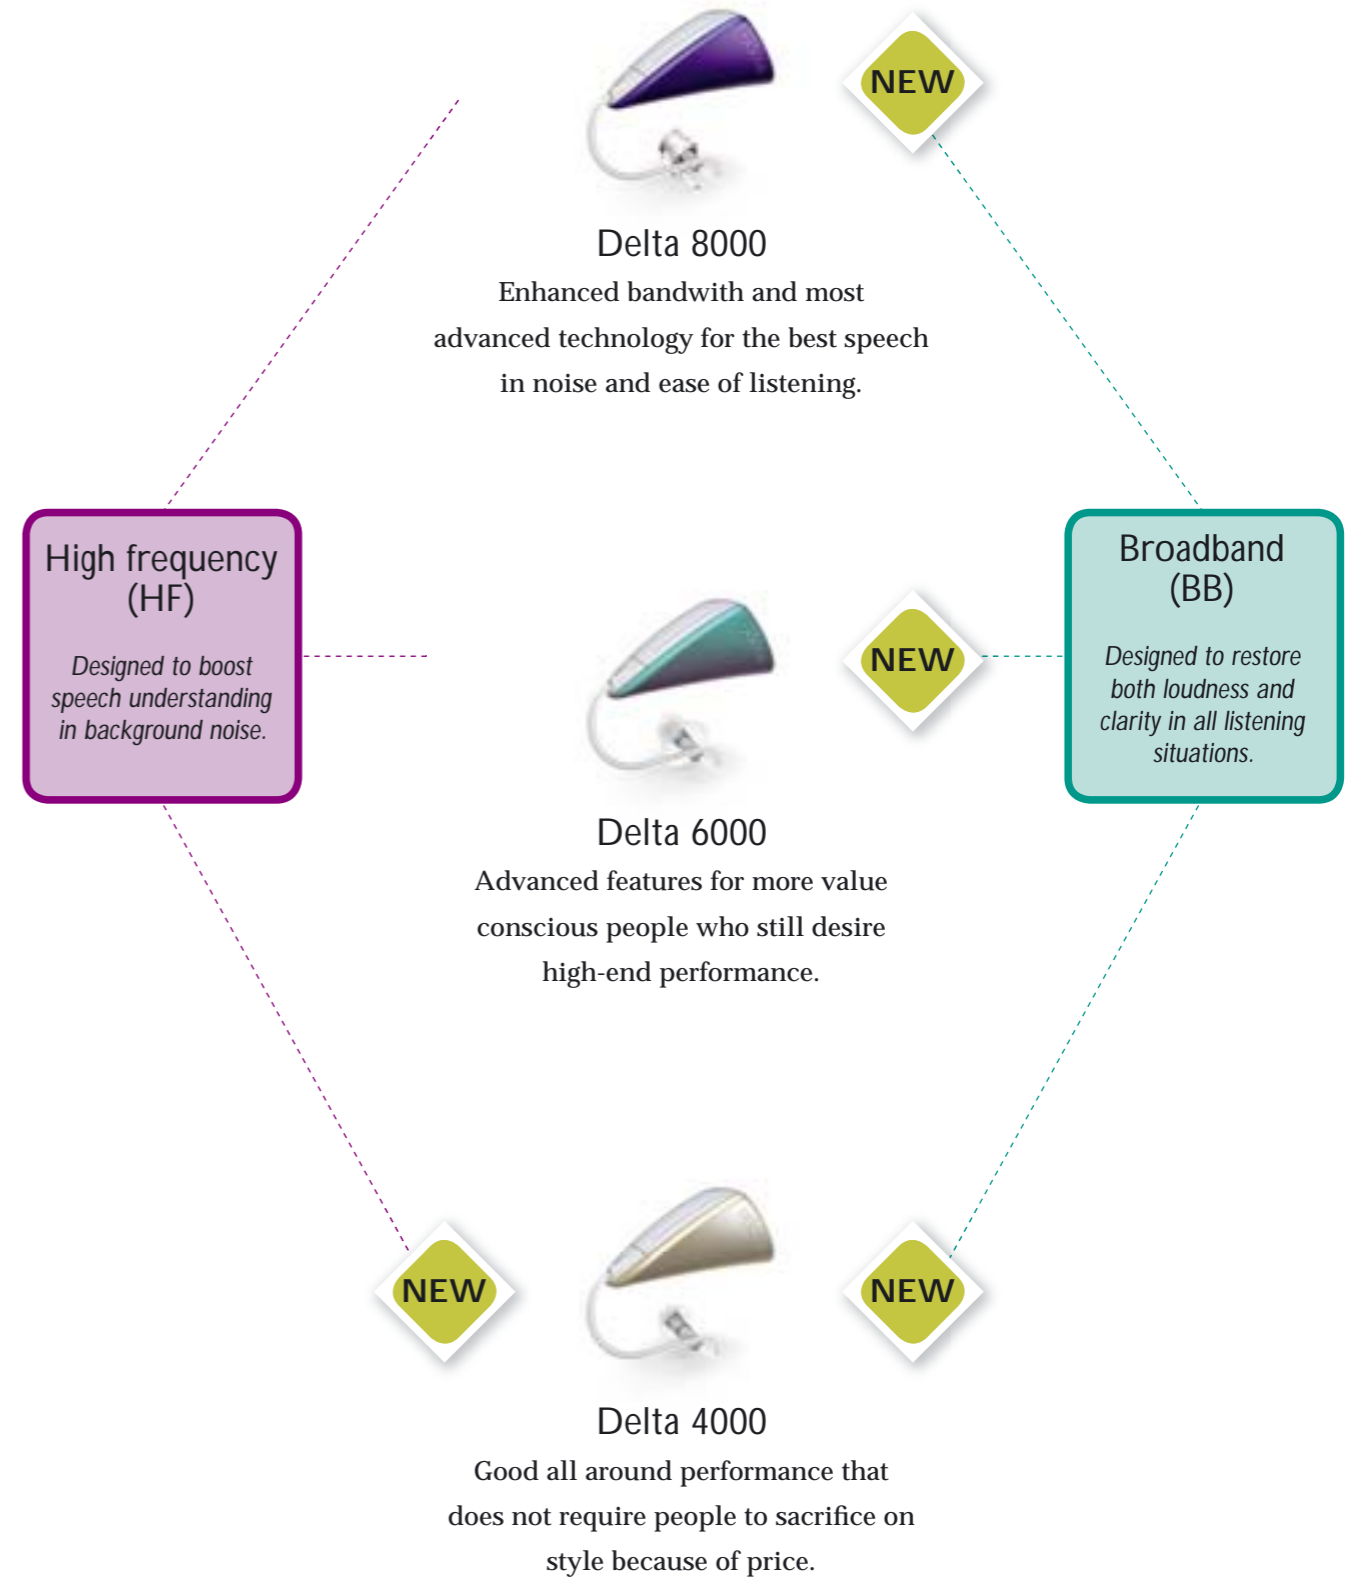 NEW
Delta 8000
Enhanced bandwith and most
advanced technology for the best speech
in noise and ease of listening.
High frequency
(HF)
Designed to boost
speech understanding
in background noise.
NEW
Broadband
(BB)
Designed to restore
both loudness and
clarity in all listening
situations.
Delta 6000
Advanced features for more value
conscious people who still desire
high-end performance.
NEW
NEW
Delta 4000
Good all around performance that
does not require people to sacrifice on
style because of price.